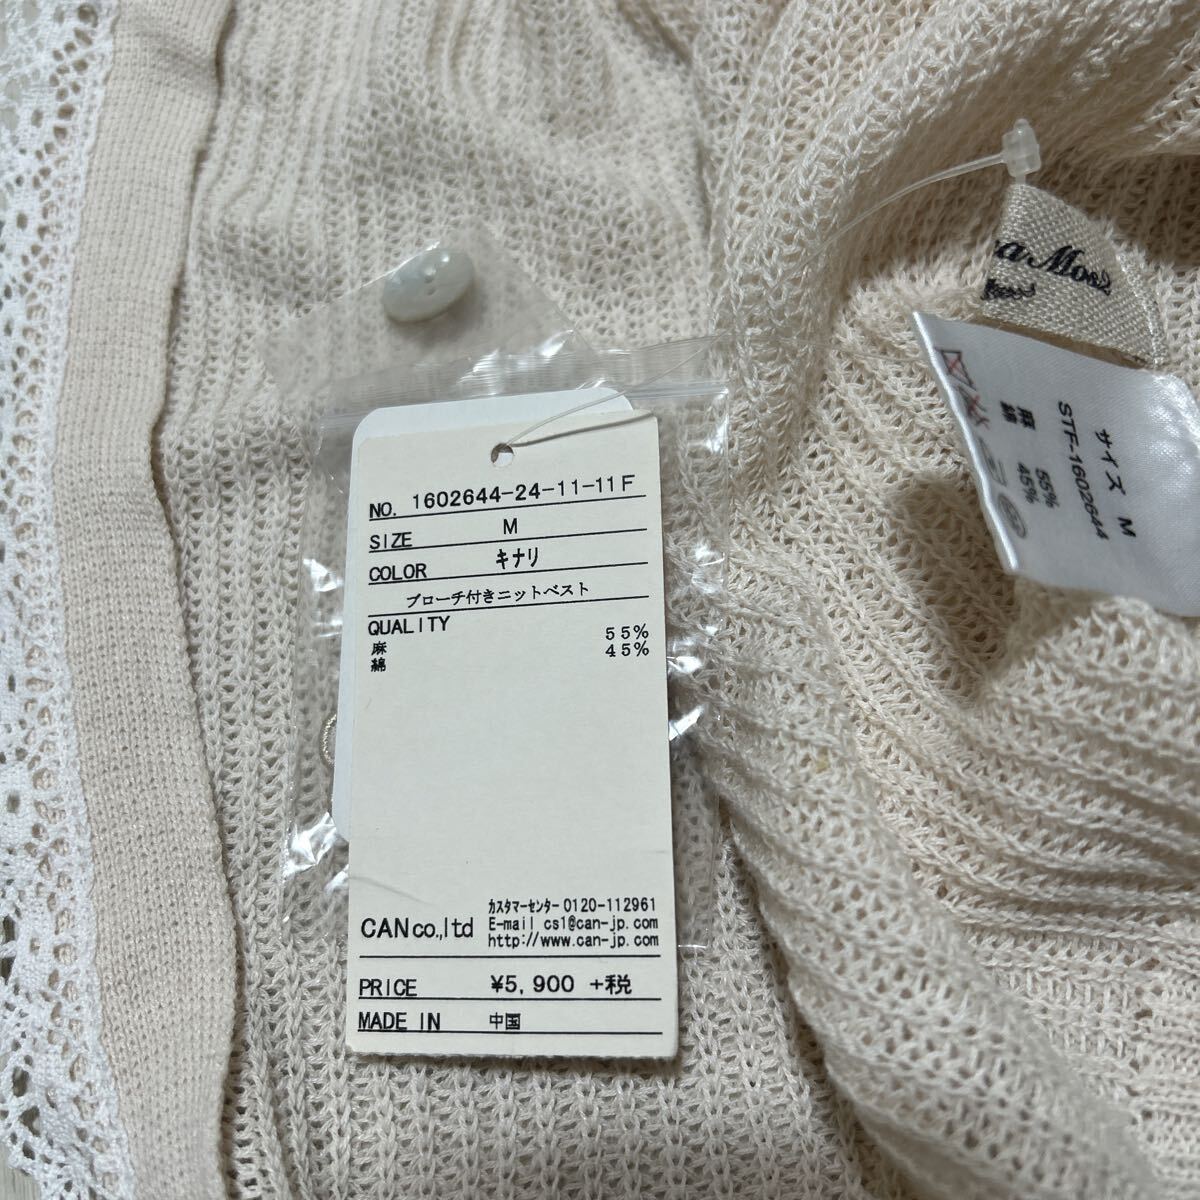 NO. 1602644-24-11-11F
SIZE M
COLOR キナリ
ブローチ付きニットベスト
QUALITY
麻 55%
綿 45%
CAN co.,ltd
カスタマーセンター 0120-112961
E-mail cs1@can-jp.com
http://www.can-jp.com
PRICE ¥5,900 +税
MADE IN 中国
a Mos
サイズ M
STF-1602644
麻 55%
綿 45%